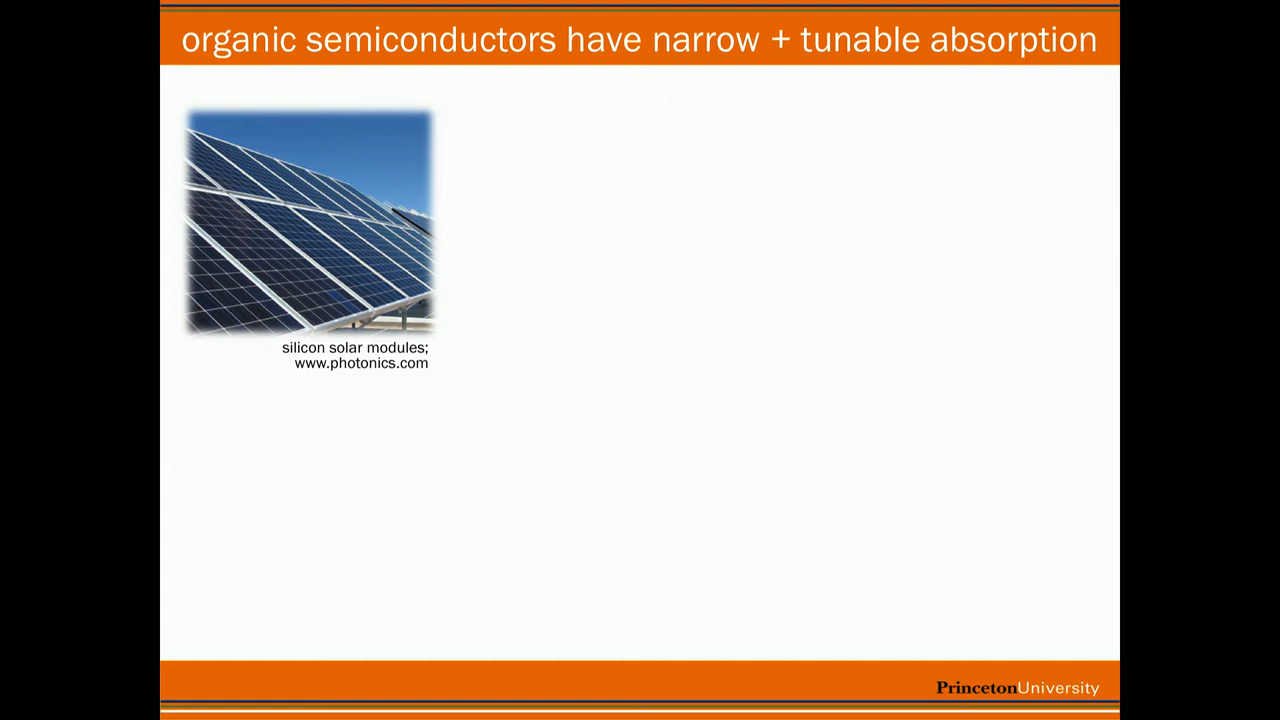 organic semiconductors have narrow + tunable absorption
silicon solar modules;
www.photonics.com
PrincetonUniversity